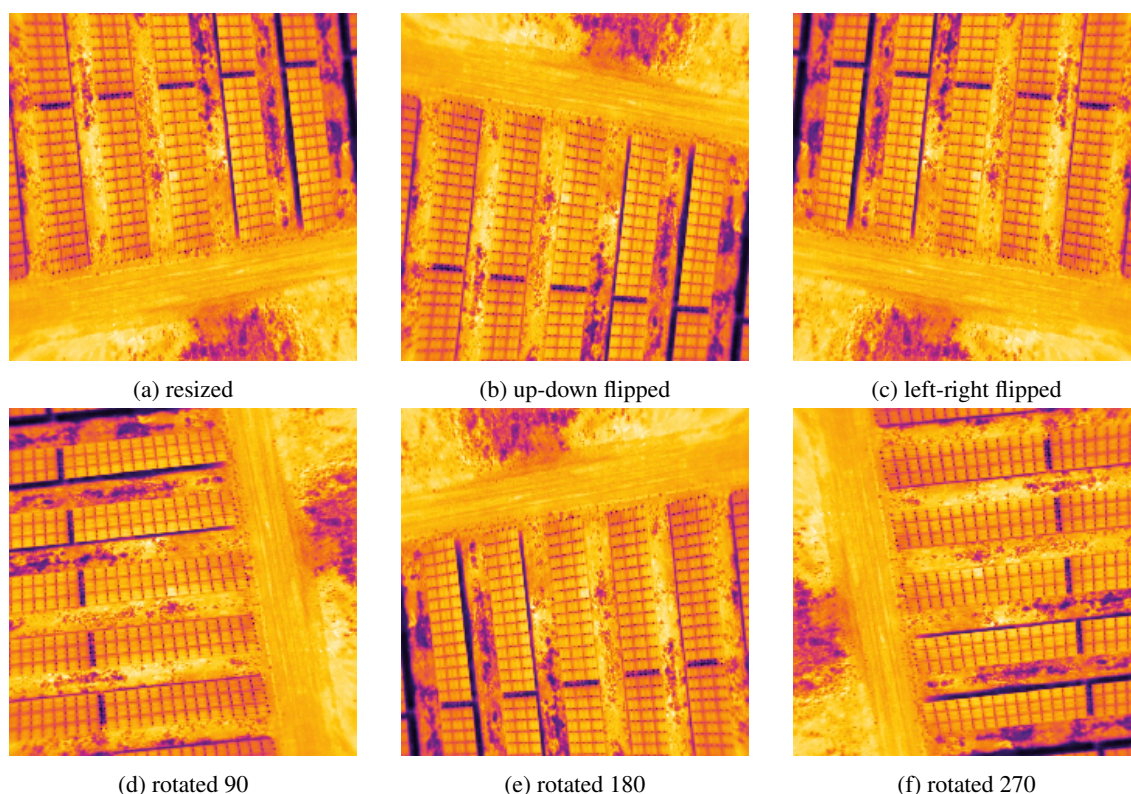 (a) resized
(b) up-down flipped
(c) left-right flipped
(d) rotated 90
(e) rotated 180
(f) rotated 270